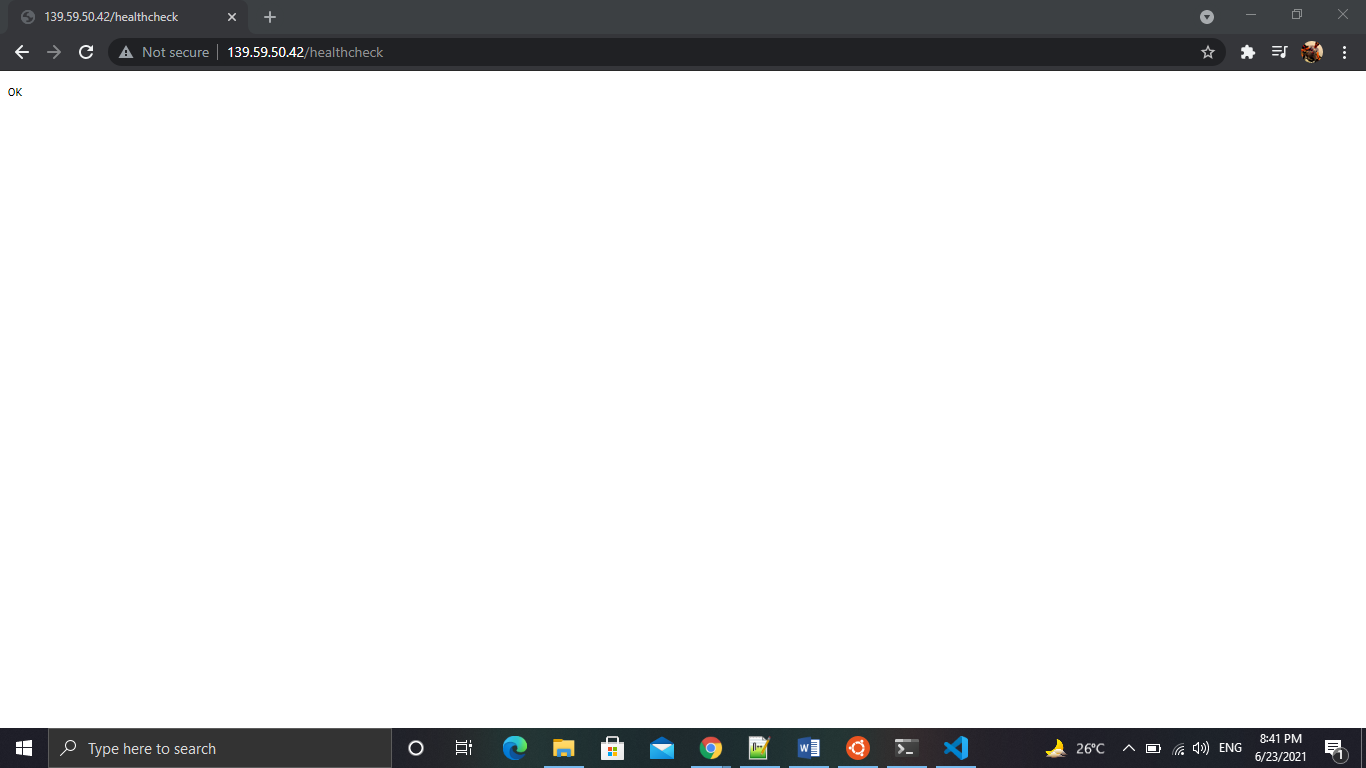 139.59.50.42/healthcheck
Not secure 139.59.50.42/healthcheck
OK
Type here to search
26°C
ENG
8:41 PM
6/23/2021
1